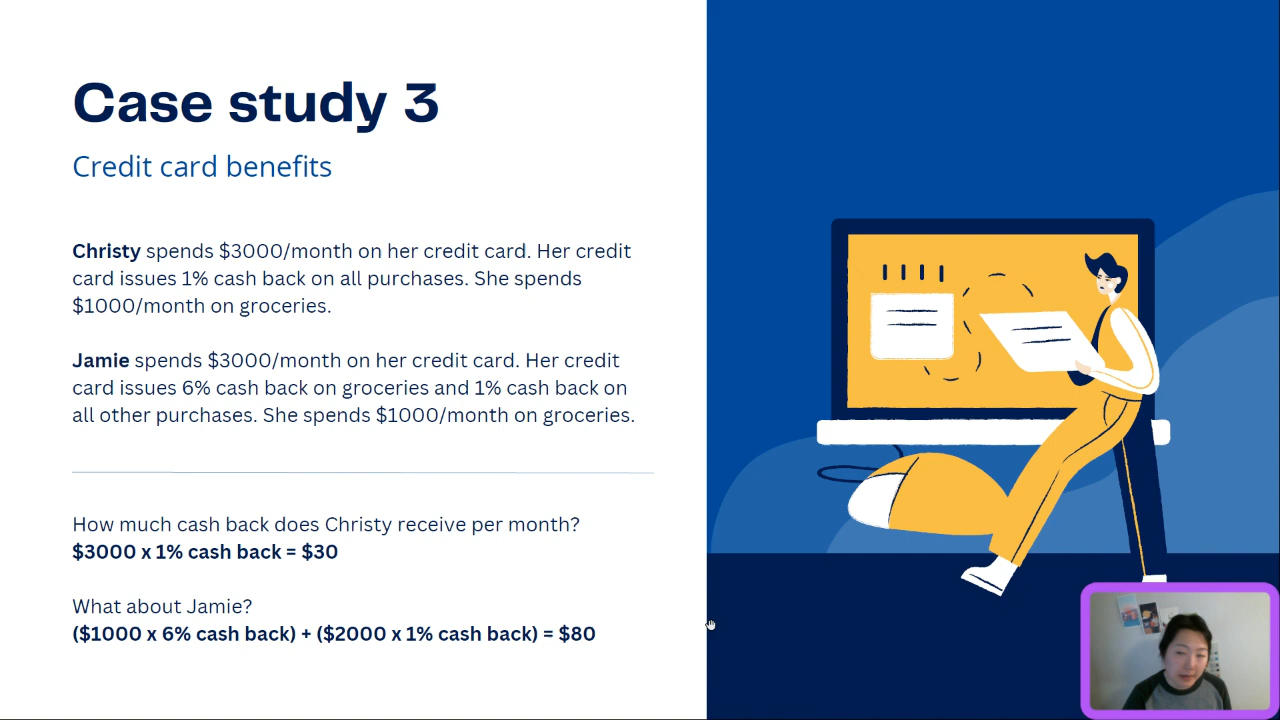 Case study 3
Credit card benefits
Christy spends $3000/month on her credit card. Her credit
card issues 1% cash back on all purchases. She spends
$1000/month on groceries.
Jamie spends $3000/month on her credit card. Her credit
card issues 6% cash back on groceries and 1% cash back on
all other purchases. She spends $1000/month on groceries.
How much cash back does Christy receive per month?
$3000 x 1% cash back = $30
What about Jamie?
($1000 x 6% cash back) + ($2000 x 1% cash back) = $80